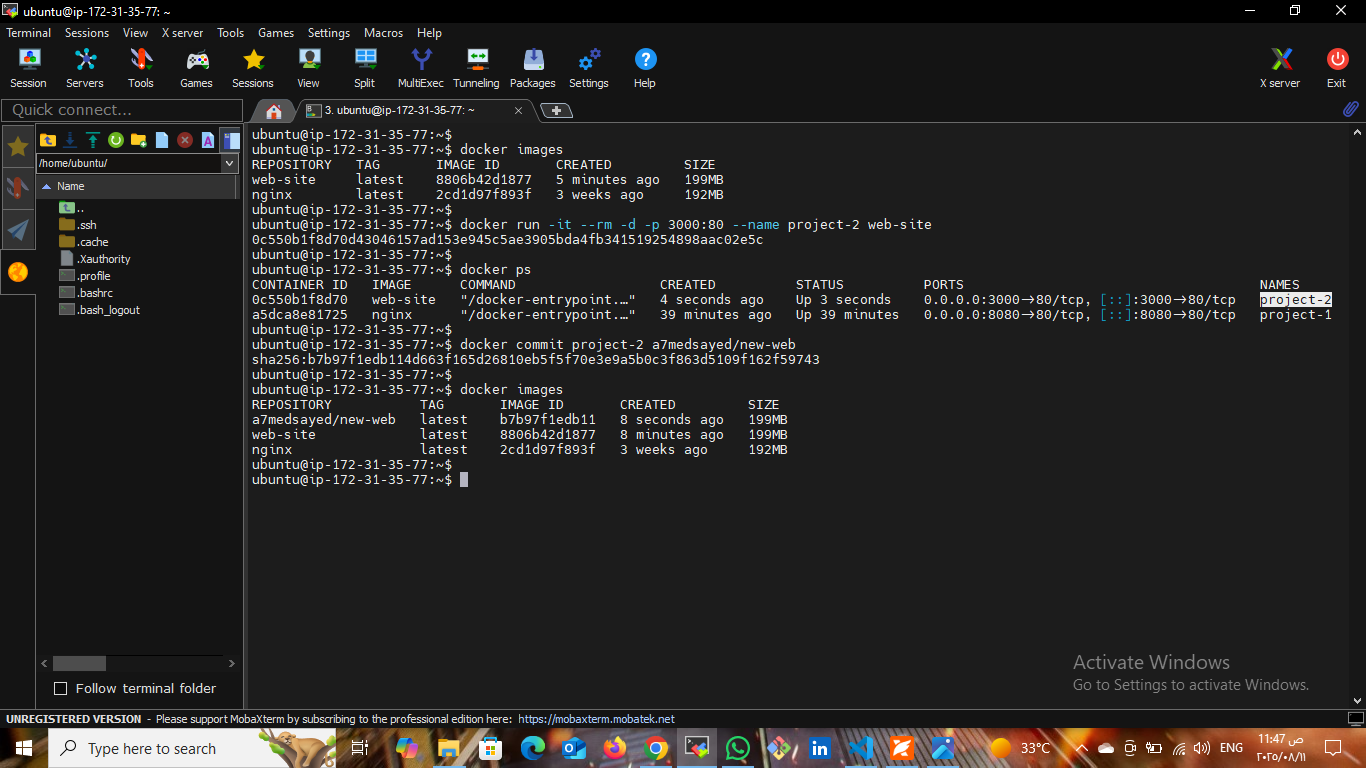 ubuntu@ip-172-31-35-77: ~
Terminal Sessions View X server Tools Games Settings Macros Help
Session Servers Tools Games Sessions View Split MultiExec Tunneling Packages Settings Help X server Exit
Quick connect...
3. ubuntu@ip-172-31-35-77: ~
/home/ubuntu/
Name
..
.ssh
.cache
.Xauthority
.profile
.bashrc
.bash_logout
Follow terminal folder
ubuntu@ip-172-31-35-77:~$
ubuntu@ip-172-31-35-77:~$ docker images
REPOSITORY TAG IMAGE ID CREATED SIZE
web-site latest 8806b42d1877 5 minutes ago 199MB
nginx latest 2cd1d97f893f 3 weeks ago 192MB
ubuntu@ip-172-31-35-77:~$
ubuntu@ip-172-31-35-77:~$ docker run -it --rm -d -p 3000:80 --name project-2 web-site
0c550b1f8d70d43046157ad153e945c5ae3905bda4fb341519254898aac02e5c
ubuntu@ip-172-31-35-77:~$
ubuntu@ip-172-31-35-77:~$ docker ps
CONTAINER ID IMAGE COMMAND CREATED STATUS PORTS NAMES
0c550b1f8d70 web-site "/docker-entrypoint.…" 4 seconds ago Up 3 seconds 0.0.0.0:3000→80/tcp, [::]:3000→80/tcp project-2
a5dca8e81725 nginx "/docker-entrypoint.…" 39 minutes ago Up 39 minutes 0.0.0.0:8080→80/tcp, [::]:8080→80/tcp project-1
ubuntu@ip-172-31-35-77:~$
ubuntu@ip-172-31-35-77:~$ docker commit project-2 a7medsayed/new-web
sha256:b7b97f1edb114d663f165d26810eb5f5f70e3e9a5b0c3f863d5109f162f59743
ubuntu@ip-172-31-35-77:~$
ubuntu@ip-172-31-35-77:~$ docker images
REPOSITORY TAG IMAGE ID CREATED SIZE
a7medsayed/new-web latest b7b97f1edb11 8 seconds ago 199MB
web-site latest 8806b42d1877 8 minutes ago 199MB
nginx latest 2cd1d97f893f 3 weeks ago 192MB
ubuntu@ip-172-31-35-77:~$
ubuntu@ip-172-31-35-77:~$
Activate Windows
Go to Settings to activate Windows.
UNREGISTERED VERSION - Please support MobaXterm by subscribing to the professional edition here: https://mobaxterm.mobatek.net
Type here to search
33°C
ENG
11:47 ص
٢٠٢٥/٠٨/١١